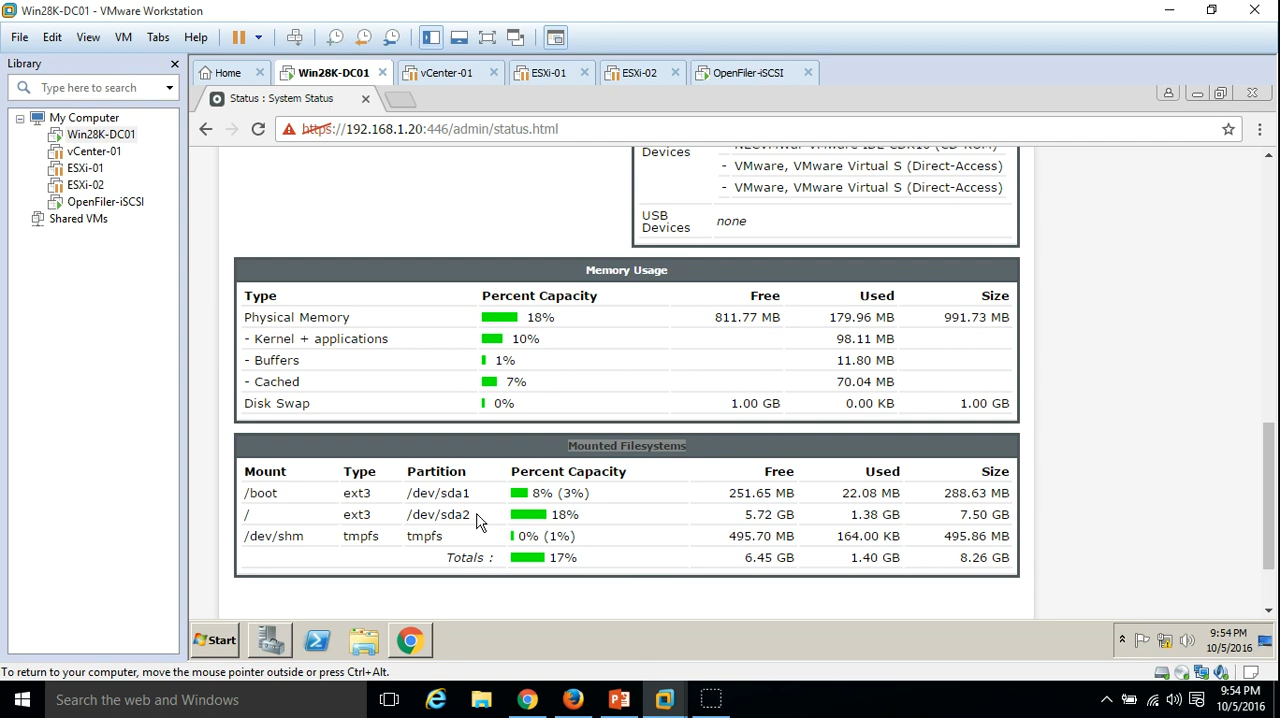 Win28K-DC01 - VMware Workstation
File Edit View VM Tabs Help
Library
Type here to search
My Computer
Win28K-DC01
vCenter-01
ESXi-01
ESXi-02
OpenFiler-iSCSI
Shared VMs
Home Win28K-DC01 vCenter-01 ESXi-01 ESXi-02 OpenFiler-iSCSI
Status : System Status
https://192.168.1.20:446/admin/status.html
Devices
- VMware, VMware Virtual S (Direct-Access)
- VMware, VMware Virtual S (Direct-Access)
USB
Devices none
Memory Usage
Type Percent Capacity Free Used Size
Physical Memory 18% 811.77 MB 179.96 MB 991.73 MB
- Kernel + applications 10% 98.11 MB
- Buffers 1% 11.80 MB
- Cached 7% 70.04 MB
Disk Swap 0% 1.00 GB 0.00 KB 1.00 GB
Mounted Filesystems
Mount Type Partition Percent Capacity Free Used Size
/boot ext3 /dev/sda1 8% (3%) 251.65 MB 22.08 MB 288.63 MB
/ ext3 /dev/sda2 18% 5.72 GB 1.38 GB 7.50 GB
/dev/shm tmpfs tmpfs 0% (1%) 495.70 MB 164.00 KB 495.86 MB
Totals : 17% 6.45 GB 1.40 GB 8.26 GB
Start
9:54 PM
10/5/2016
To return to your computer, move the mouse pointer outside or press Ctrl+Alt.
Search the web and Windows
9:54 PM
10/5/2016